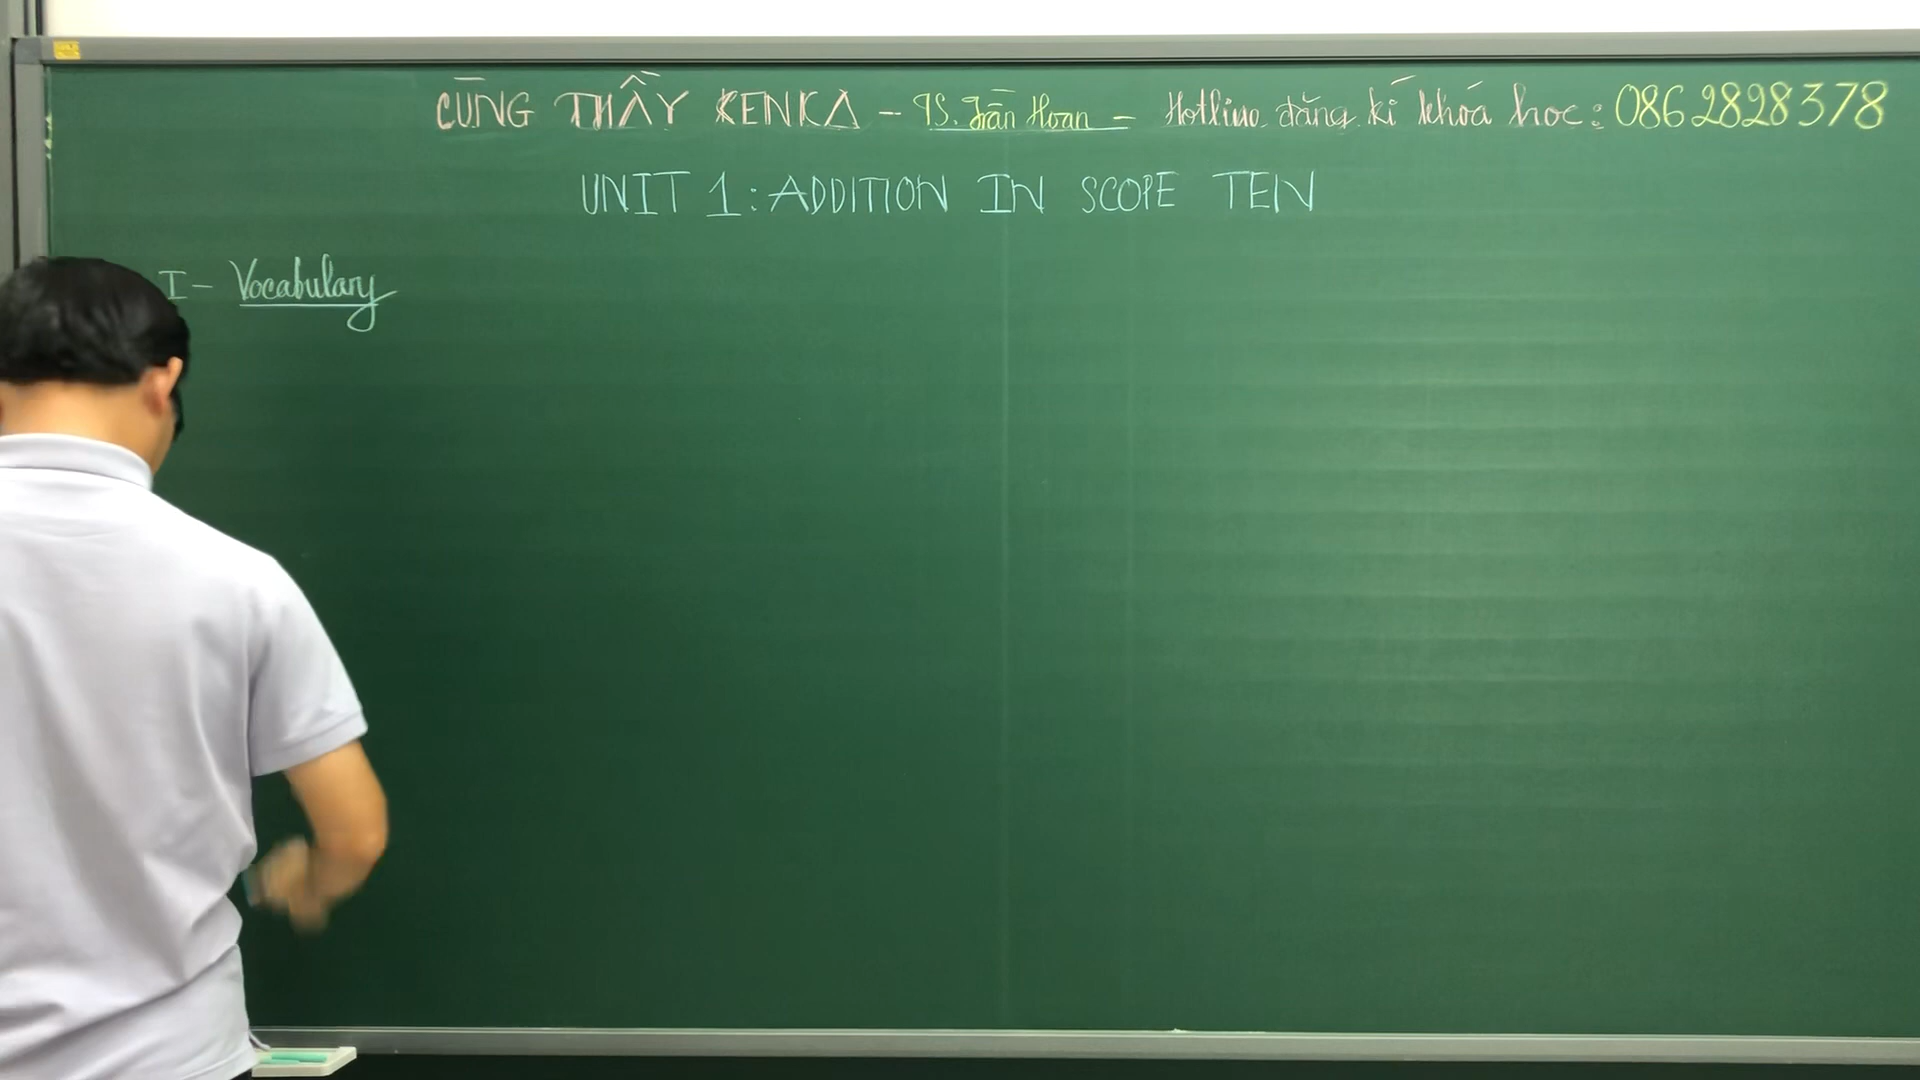 CÙNG THẦY KENKA - TS. Trần Hoan - Hotline đăng kí khóa học: 0862828378
UNIT 1: ADDITION IN SCOPE TEN
I - Vocabulary